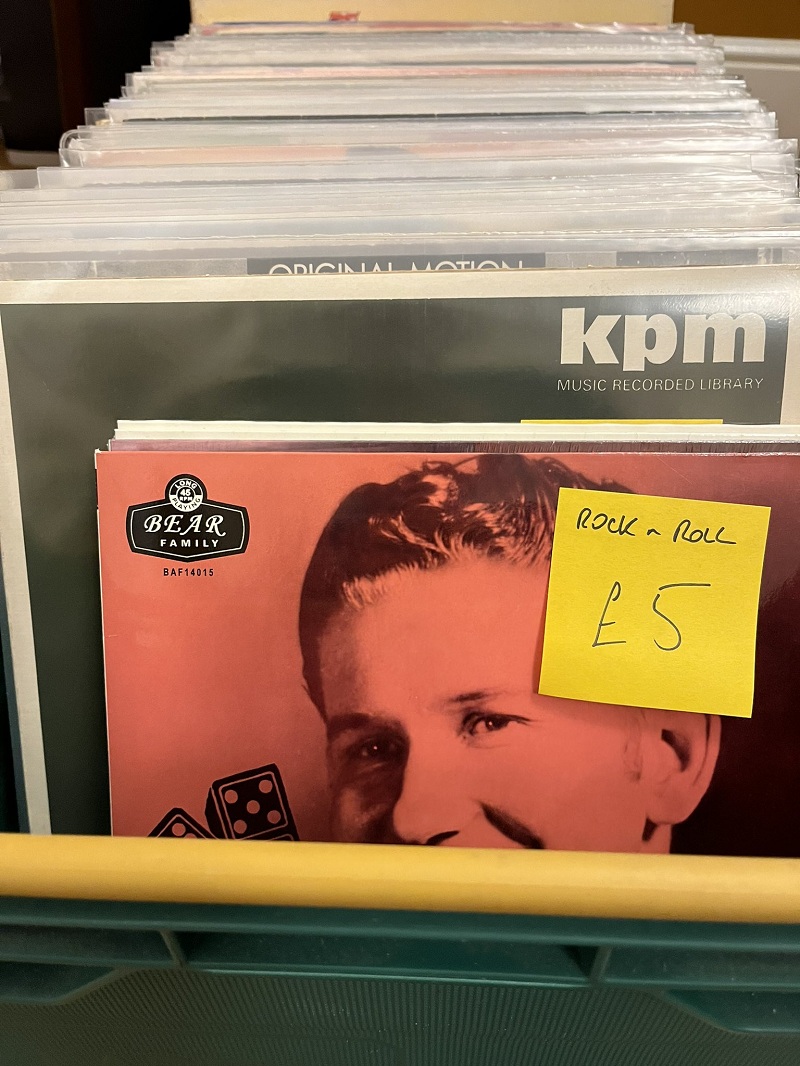 ORIGINAL MOTION
kpm
MUSIC RECORDED LIBRARY
LONG
45
RPM
PLAYING
BEAR
FAMILY
BAF14015
ROCK n ROLL
£5